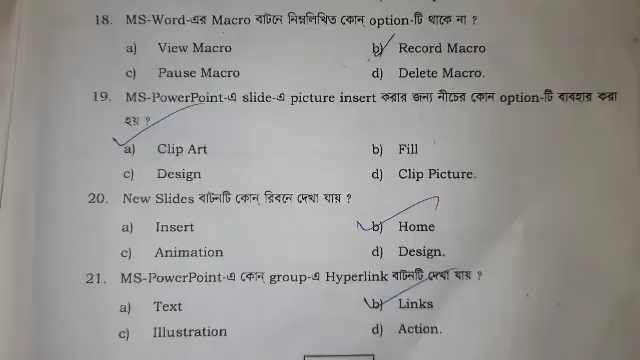 18. MS-Word-এর Macro বাটনে নিম্নলিখিত কোন্ option-টি থাকে না ?
a) View Macro b) Record Macro
c) Pause Macro d) Delete Macro.
19. MS-PowerPoint-এ slide-এ picture insert করার জন্য নীচের কোন option-টি ব্যবহার করা
হয় ?
a) Clip Art b) Fill
c) Design d) Clip Picture.
20. New Slides বাটনটি কোন্ রিবনে দেখা যায় ?
a) Insert b) Home
c) Animation d) Design.
21. MS-PowerPoint-এ কোন্ group-এ Hyperlink বাটনটি দেখা যায় ?
a) Text b) Links
c) Illustration d) Action.